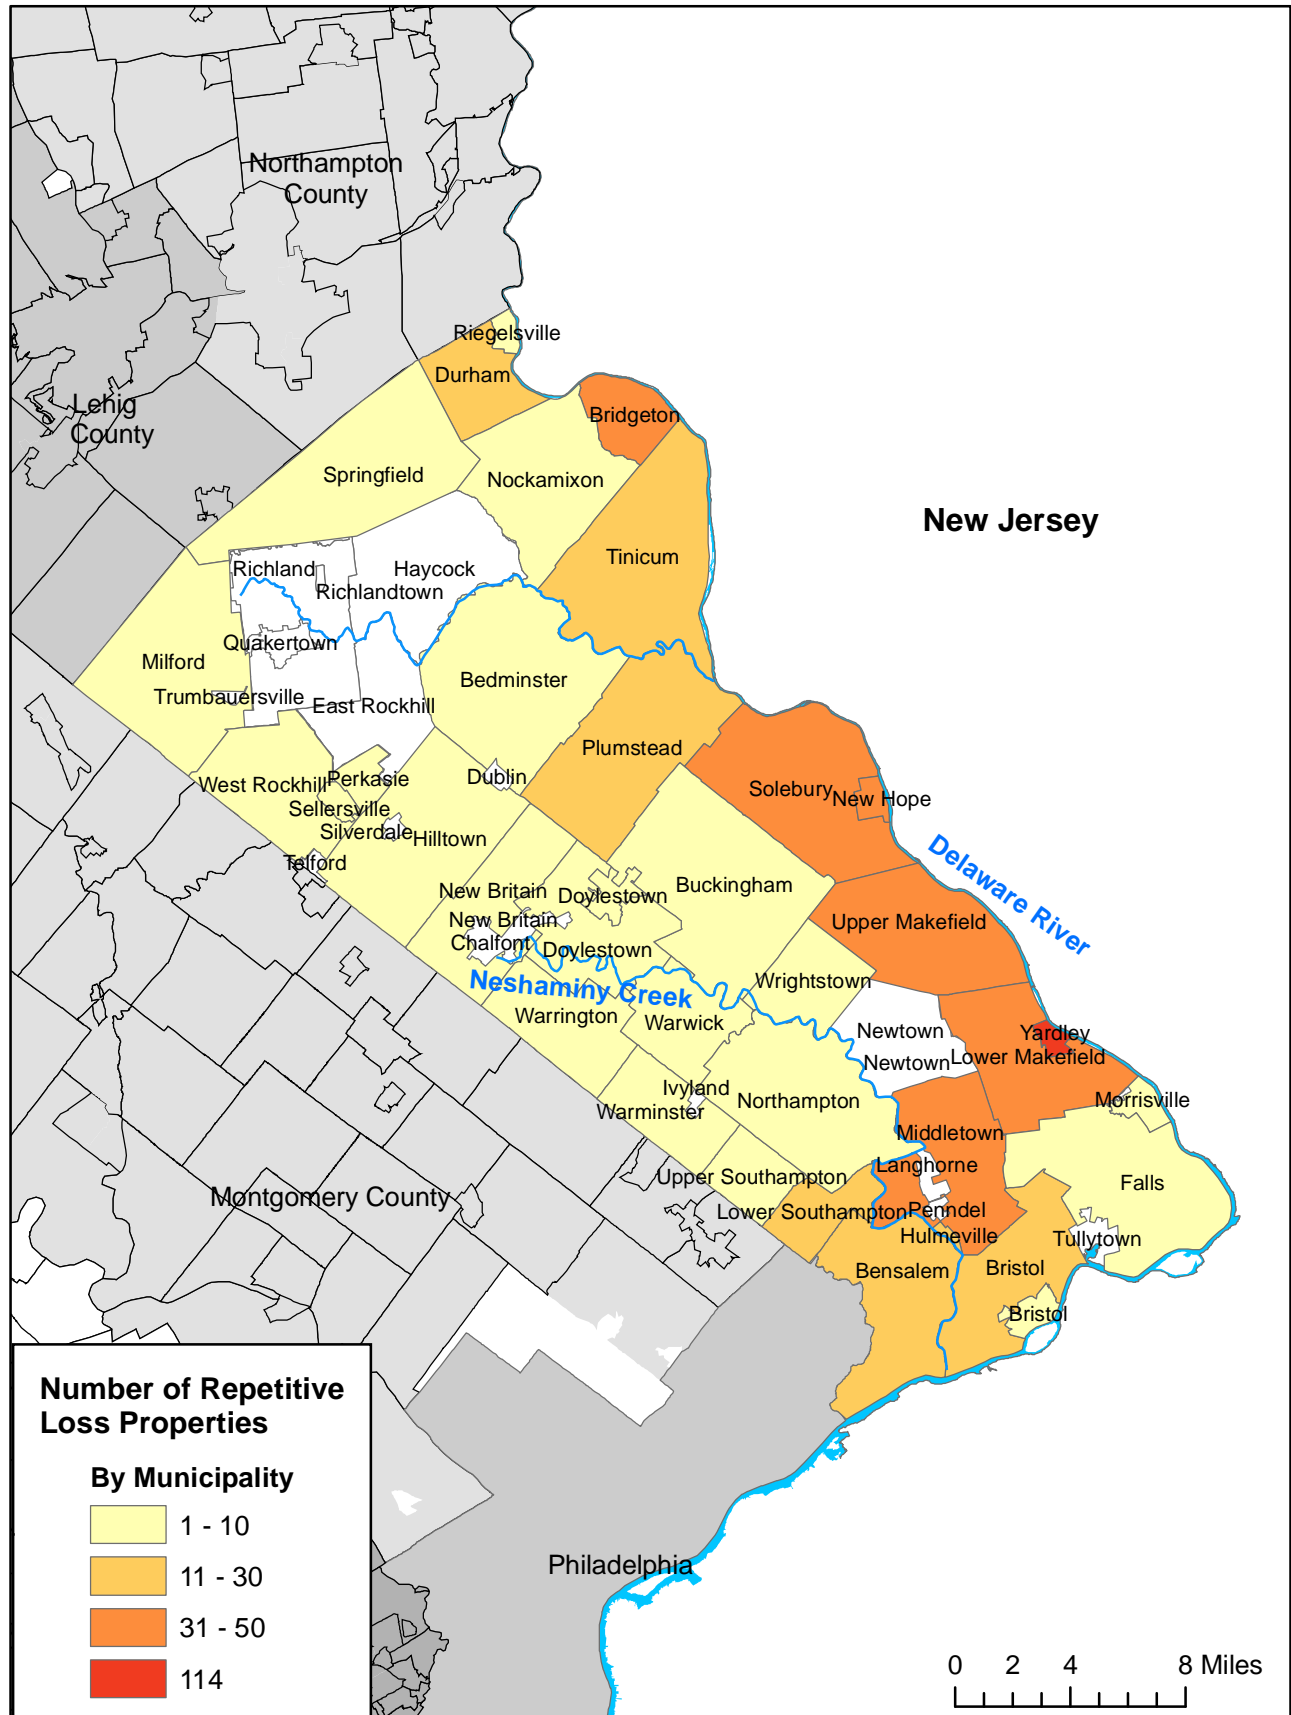 Northampton
County
Riegelsville
Durham
Lehig
County
Bridgeton
Springfield
Nockamixon
New Jersey
Tinicum
Richland
Haycock
Richlandtown
Quakertown
Milford
Bedminster
Trumbauersville
East Rockhill
Plumstead
Dublin
West Rockhill
Perkasie
Solebury
New Hope
Sellersville
Silverdale
Hilltown
Telford
Delaware River
New Britain
Doylestown
Buckingham
New Britain
Upper Makefield
Chalfont
Doylestown
Neshaminy Creek
Wrightstown
Warrington
Warwick
Newtown
Yardley
Newtown
Lower Makefield
Ivyland
Northampton
Morrisville
Warminster
Middletown
Langhorne
Upper Southampton
Falls
Montgomery County
Lower Southampton
Penndel
Hulmeville
Tullytown
Bensalem
Bristol
Bristol
Philadelphia
Number of Repetitive
Loss Properties
By Municipality
1 - 10
11 - 30
31 - 50
114
0 2 4 8 Miles